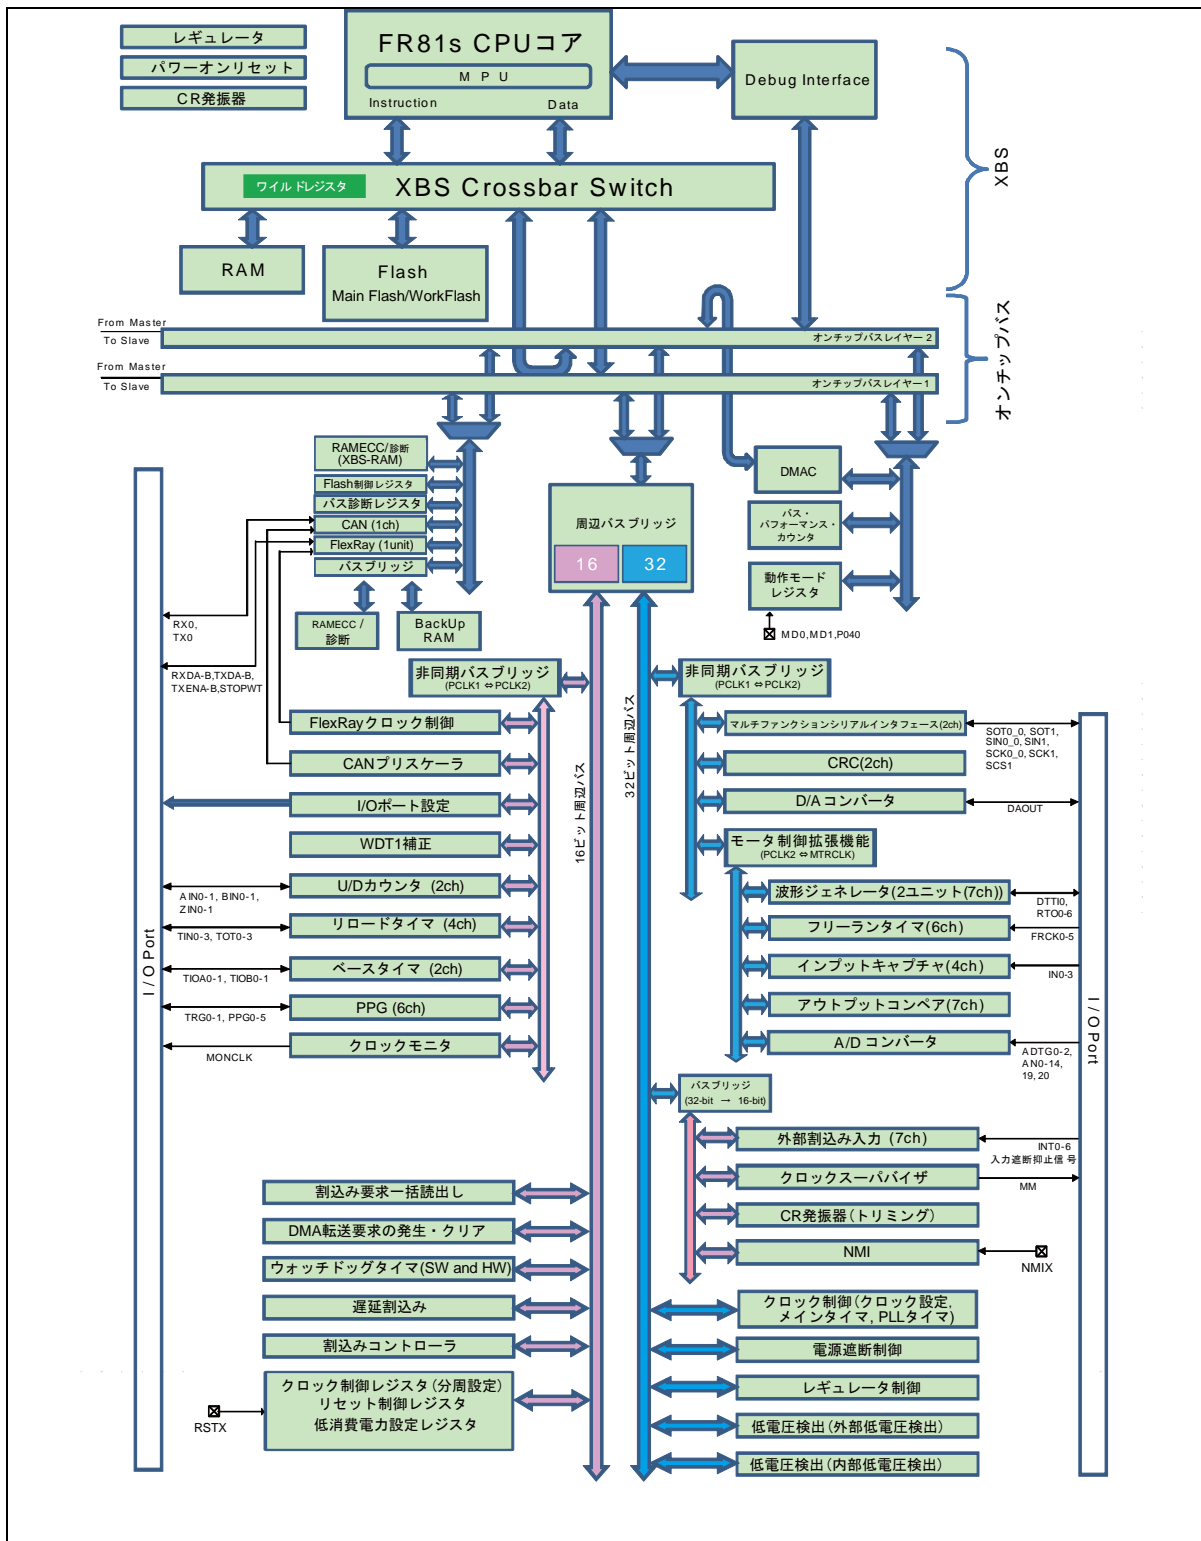 レギュレータ
パワーオンリセット
CR発振器
FR81s CPUコア
M P U
Instruction
Data
Debug Interface
XBS
ワイルドレジスタ
XBS Crossbar Switch
RAM
Flash
Main Flash/WorkFlash
From Master
To Slave
オンチップバスレイヤー 2
From Master
To Slave
オンチップバスレイヤー 1
オンチップバス
RAMECC/診断
(XBS-RAM)
Flash制御レジスタ
バス診断レジスタ
CAN (1ch)
FlexRay (1unit)
バスブリッジ
RAMECC /
診断
BackUp
RAM
周辺バスブリッジ
16
32
DMAC
バス・
パフォーマンス・
カウンタ
動作モード
レジスタ
MD0,MD1,P040
RX0,
TX0
RXDA-B,TXDA-B,
TXENA-B,STOPWT
非同期バスブリッジ
(PCLK1 ⇔ PCLK2)
FlexRayクロック制御
CANプリスケーラ
I/Oポート設定
WDT1補正
U/Dカウンタ (2ch)
AIN0-1, BIN0-1,
ZIN0-1
リロードタイマ (4ch)
TIN0-3, TOT0-3
ベースタイマ (2ch)
TIOA0-1, TIOB0-1
PPG (6ch)
TRG0-1, PPG0-5
クロックモニタ
MONCLK
I / O Port
16ビット周辺バス
32ビット周辺バス
非同期バスブリッジ
(PCLK1 ⇔ PCLK2)
マルチファンクションシリアルインタフェース(2ch)
SOT0_0, SOT1,
SIN0_0, SIN1,
SCK0_0, SCK1,
SCS1
CRC(2ch)
D/Aコンバータ
DAOUT
モータ制御拡張機能
(PCLK2 ⇔ MTRCLK)
波形ジェネレータ(2ユニット(7ch))
DTTI0,
RTO0-6
フリーランタイマ(6ch)
FRCK0-5
インプットキャプチャ(4ch)
IN0-3
アウトプットコンペア(7ch)
A/Dコンバータ
ADTG0-2,
AN0-14,
19, 20
I / O Port
バスブリッジ
(32-bit → 16-bit)
外部割込み入力 (7ch)
INT0-6
入力遮断抑止信号
クロックスーパバイザ
MM
CR発振器(トリミング)
NMI
NMIX
割込み要求一括読出し
DMA転送要求の発生・クリア
ウォッチドッグタイマ(SW and HW)
遅延割込み
割込みコントローラ
クロック制御レジスタ(分周設定)
リセット制御レジスタ
低消費電力設定レジスタ
RSTX
クロック制御(クロック設定,
メインタイマ, PLLタイマ)
電源遮断制御
レギュレータ制御
低電圧検出(外部低電圧検出)
低電圧検出(内部低電圧検出)